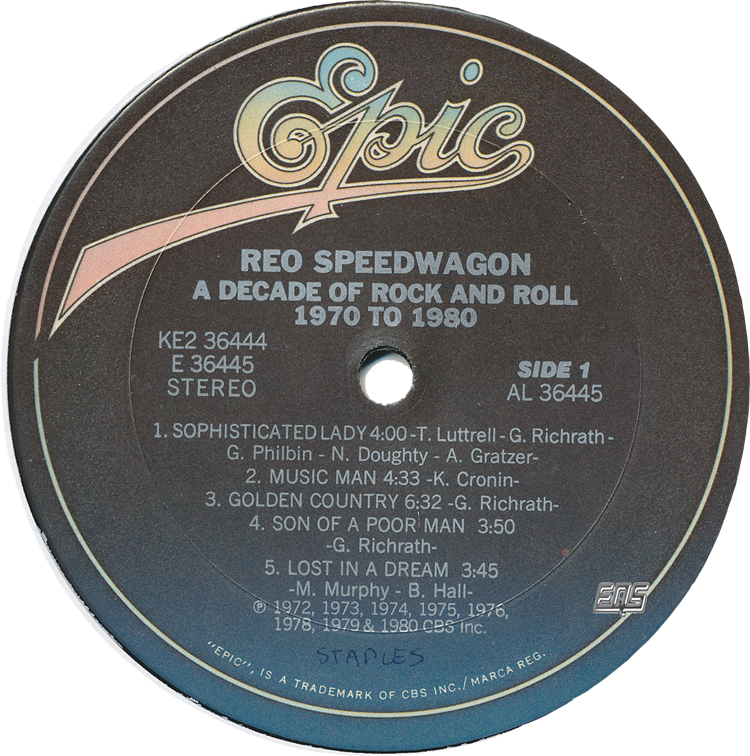 Epic
REO SPEEDWAGON
A DECADE OF ROCK AND ROLL
1970 TO 1980
KE2 36444
E 36445
STEREO
SIDE 1
AL 36445
1. SOPHISTICATED LADY 4:00 -T. Luttrell - G. Richrath -
G. Philbin - N. Doughty - A. Gratzer-
2. MUSIC MAN 4:33 -K. Cronin-
3. GOLDEN COUNTRY 6:32 -G. Richrath-
4. SON OF A POOR MAN 3:50
-G. Richrath-
5. LOST IN A DREAM 3:45
-M. Murphy - B. Hall-
℗ 1972, 1973, 1974, 1975, 1976,
1978, 1979 & 1980 CBS Inc.
STAPLES
"EPIC", IS A TRADEMARK OF CBS INC./MARCA REG.